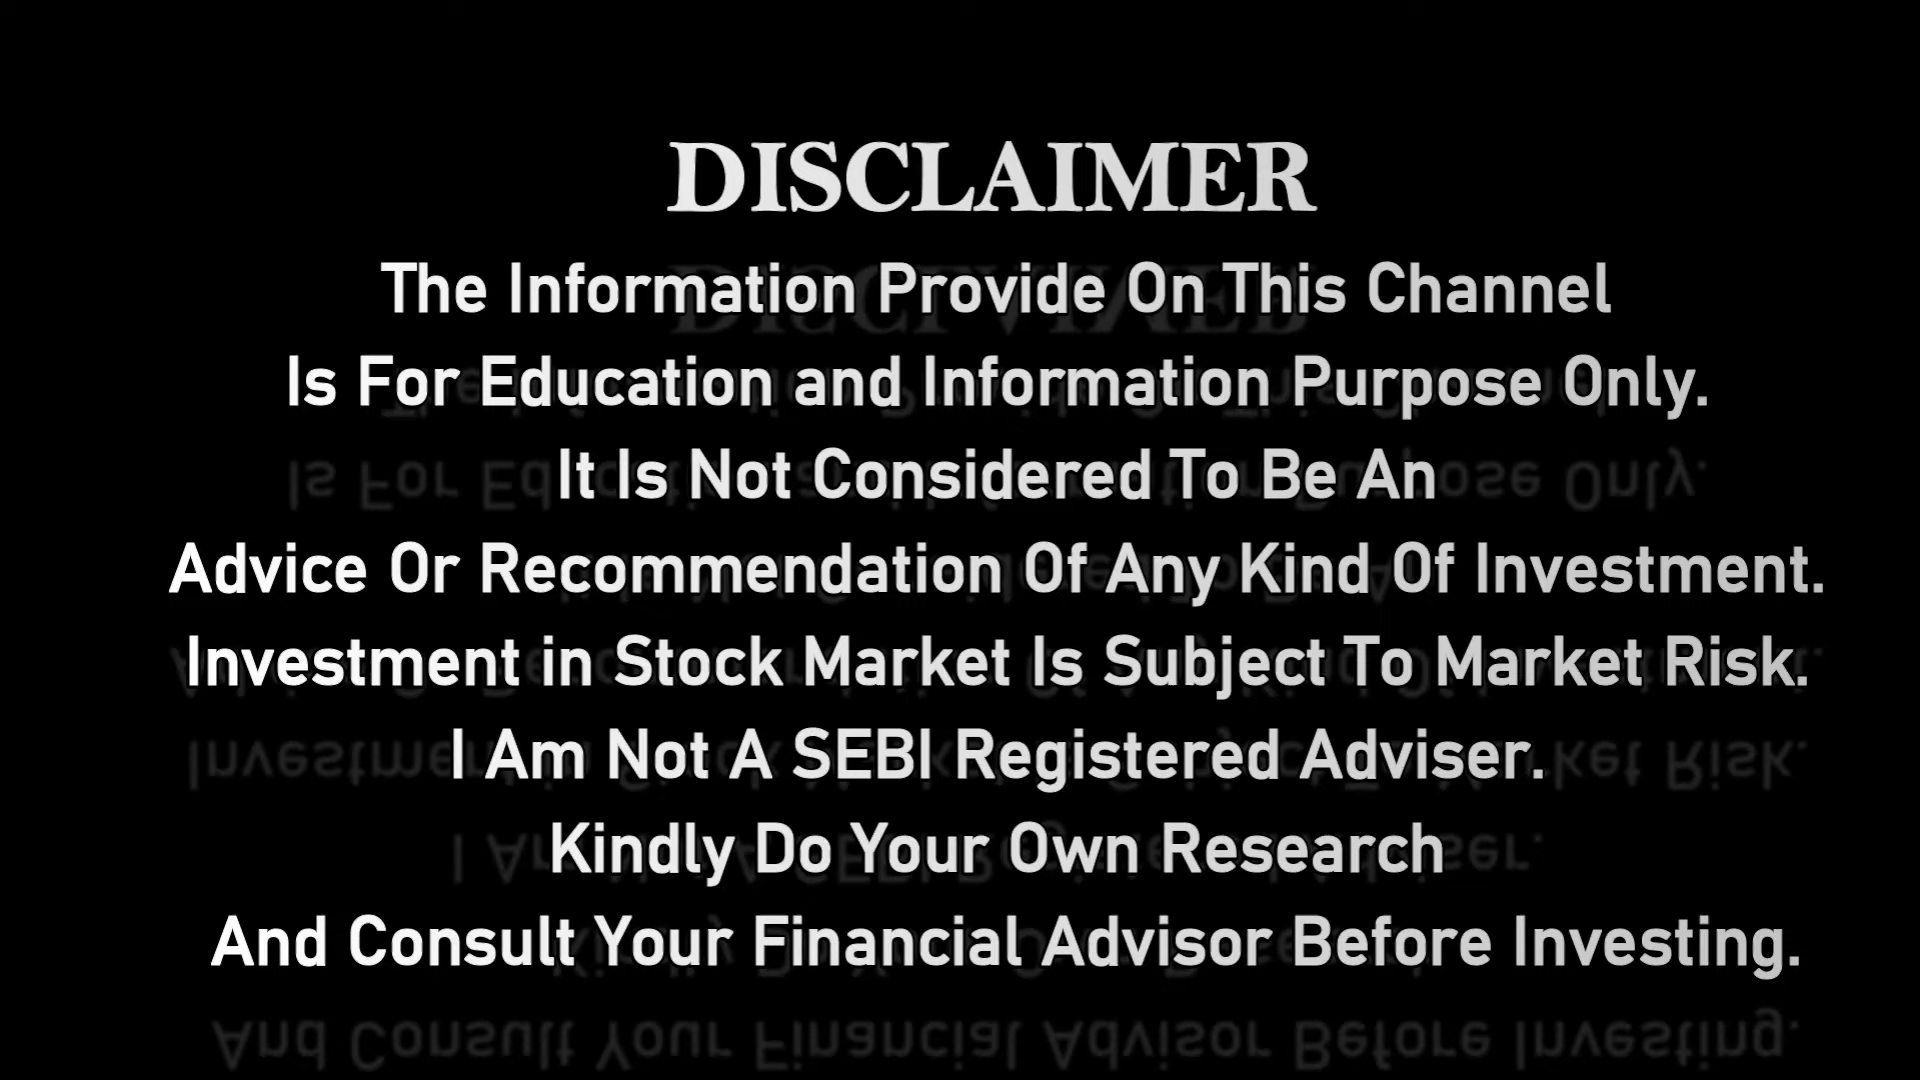 DISCLAIMER
The Information Provide On This Channel
Is For Education and Information Purpose Only.
It Is Not Considered To Be An
Advice Or Recommendation Of Any Kind Of Investment.
Investment in Stock Market Is Subject To Market Risk.
I Am Not A SEBI Registered Adviser.
Kindly Do Your Own Research
And Consult Your Financial Advisor Before Investing.